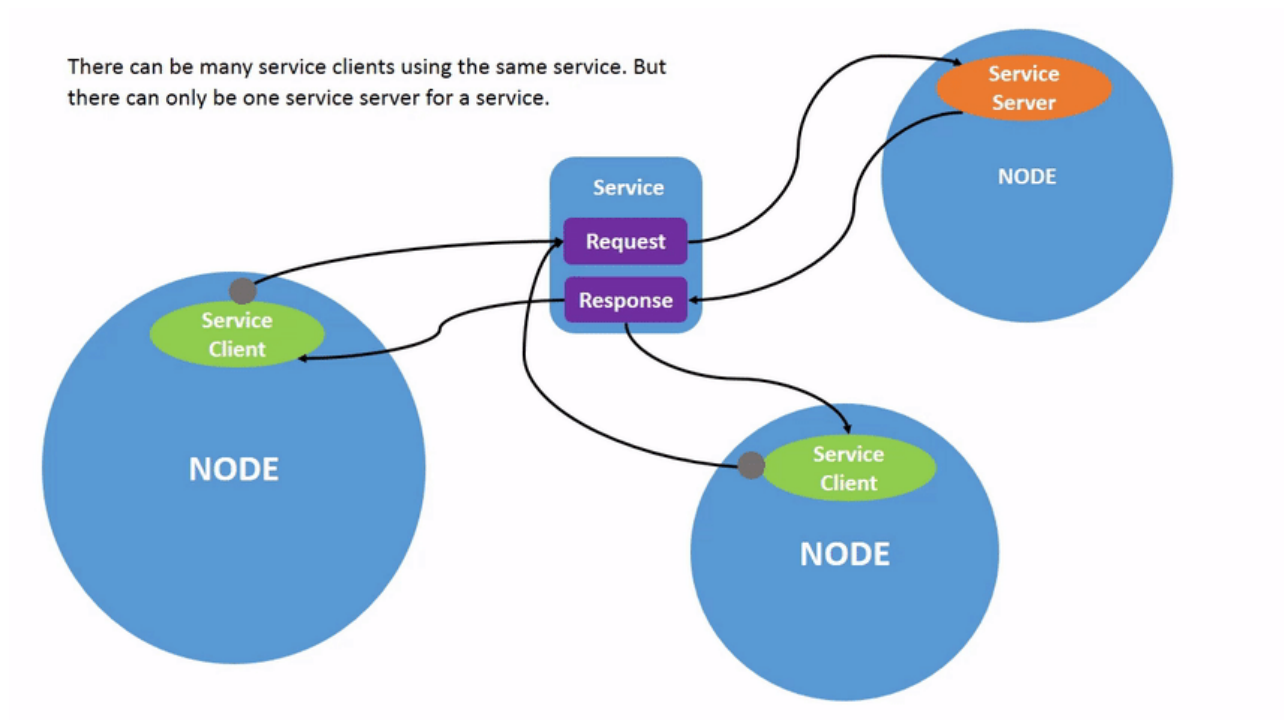 There can be many service clients using the same service. But
there can only be one service server for a service.
Service
Server
NODE
Service
Request
Response
Service
Client
NODE
Service
Client
NODE